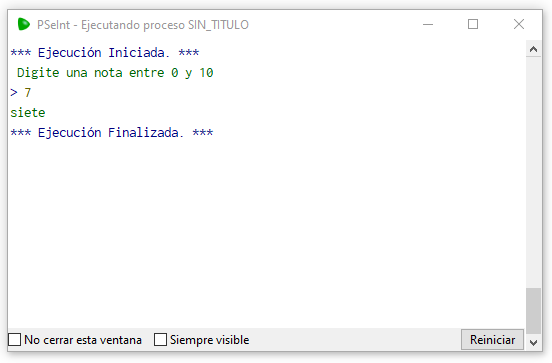 PSeInt - Ejecutando proceso SIN_TITULO
*** Ejecución Iniciada. ***
Digite una nota entre 0 y 10
> 7
siete
*** Ejecución Finalizada. ***
No cerrar esta ventana Siempre visible Reiniciar